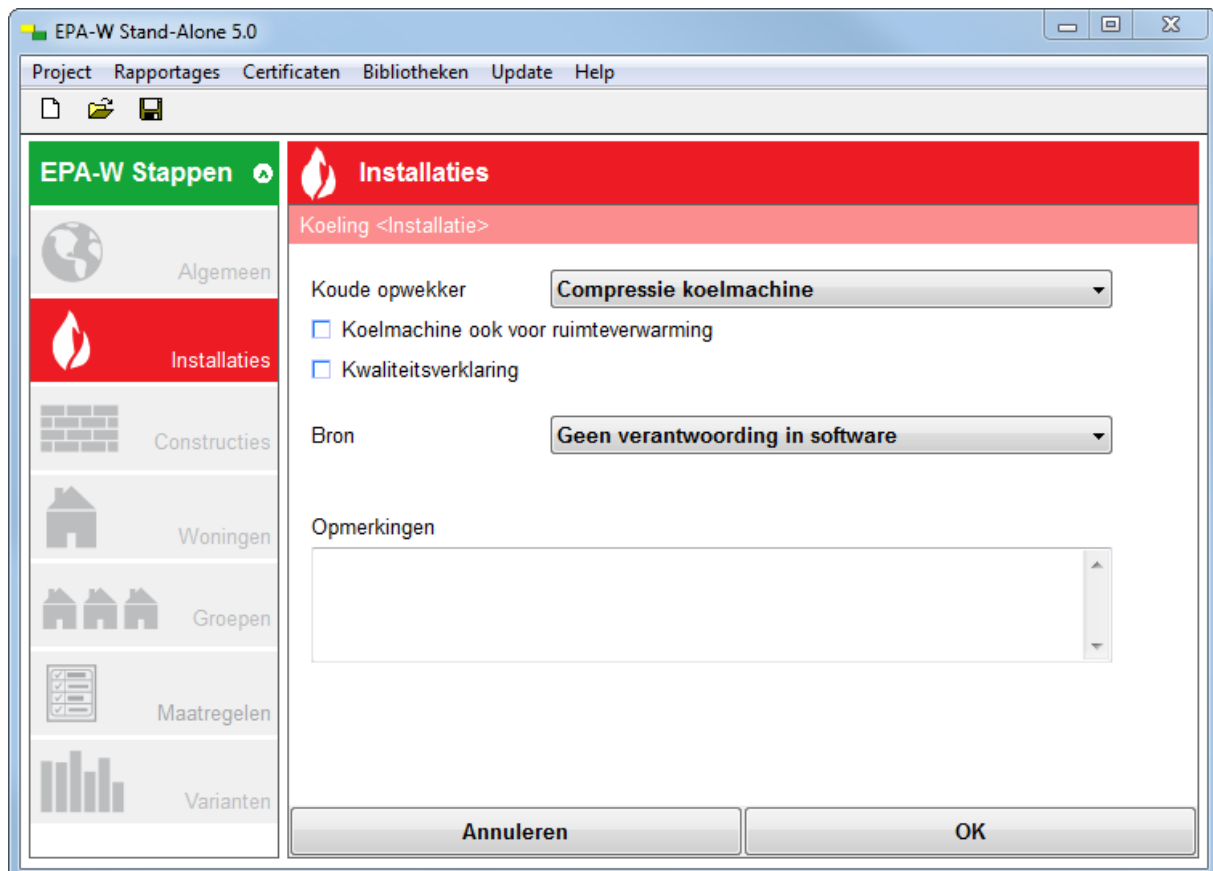 EPA-W Stand-Alone 5.0
Project Rapportages Certificaten Bibliotheken Update Help
EPA-W Stappen
Installaties
Koeling <Installatie>
Algemeen
Installaties
Constructies
Woningen
Groepen
Maatregelen
Varianten
Koude opwekker Compressie koelmachine
Koelmachine ook voor ruimteverwarming
Kwaliteitsverklaring
Bron Geen verantwoording in software
Opmerkingen
Annuleren OK